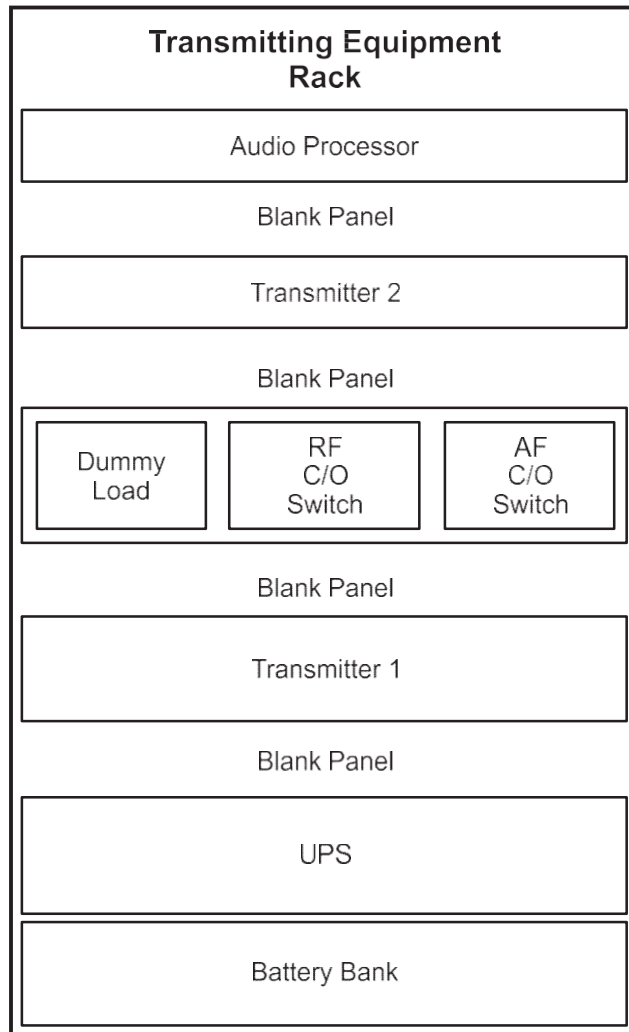 Transmitting Equipment
Rack
Audio Processor
Blank Panel
Transmitter 2
Blank Panel
Dummy
Load
RF
C/O
Switch
AF
C/O
Switch
Blank Panel
Transmitter 1
Blank Panel
UPS
Battery Bank